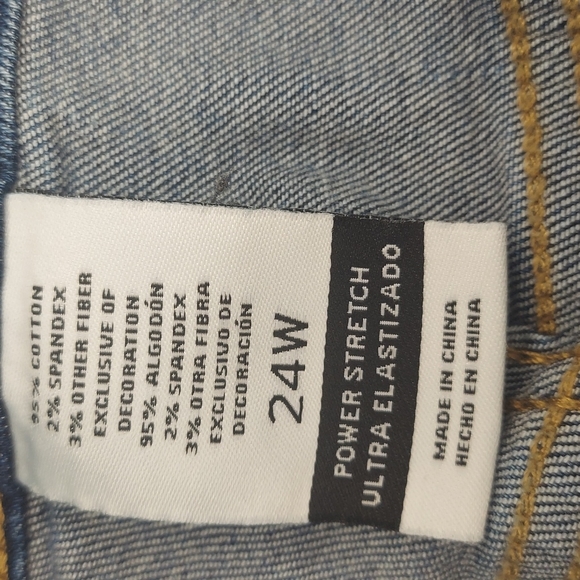 95% COTTON
2% SPANDEX
3% OTHER FIBER
EXCLUSIVE OF
DECORATION
95% ALGODÓN
2% SPANDEX
3% OTRA FIBRA
EXCLUSIVO DE
DECORACIÓN
24W
POWER STRETCH
ULTRA ELASTIZADO
MADE IN CHINA
HECHO EN CHINA